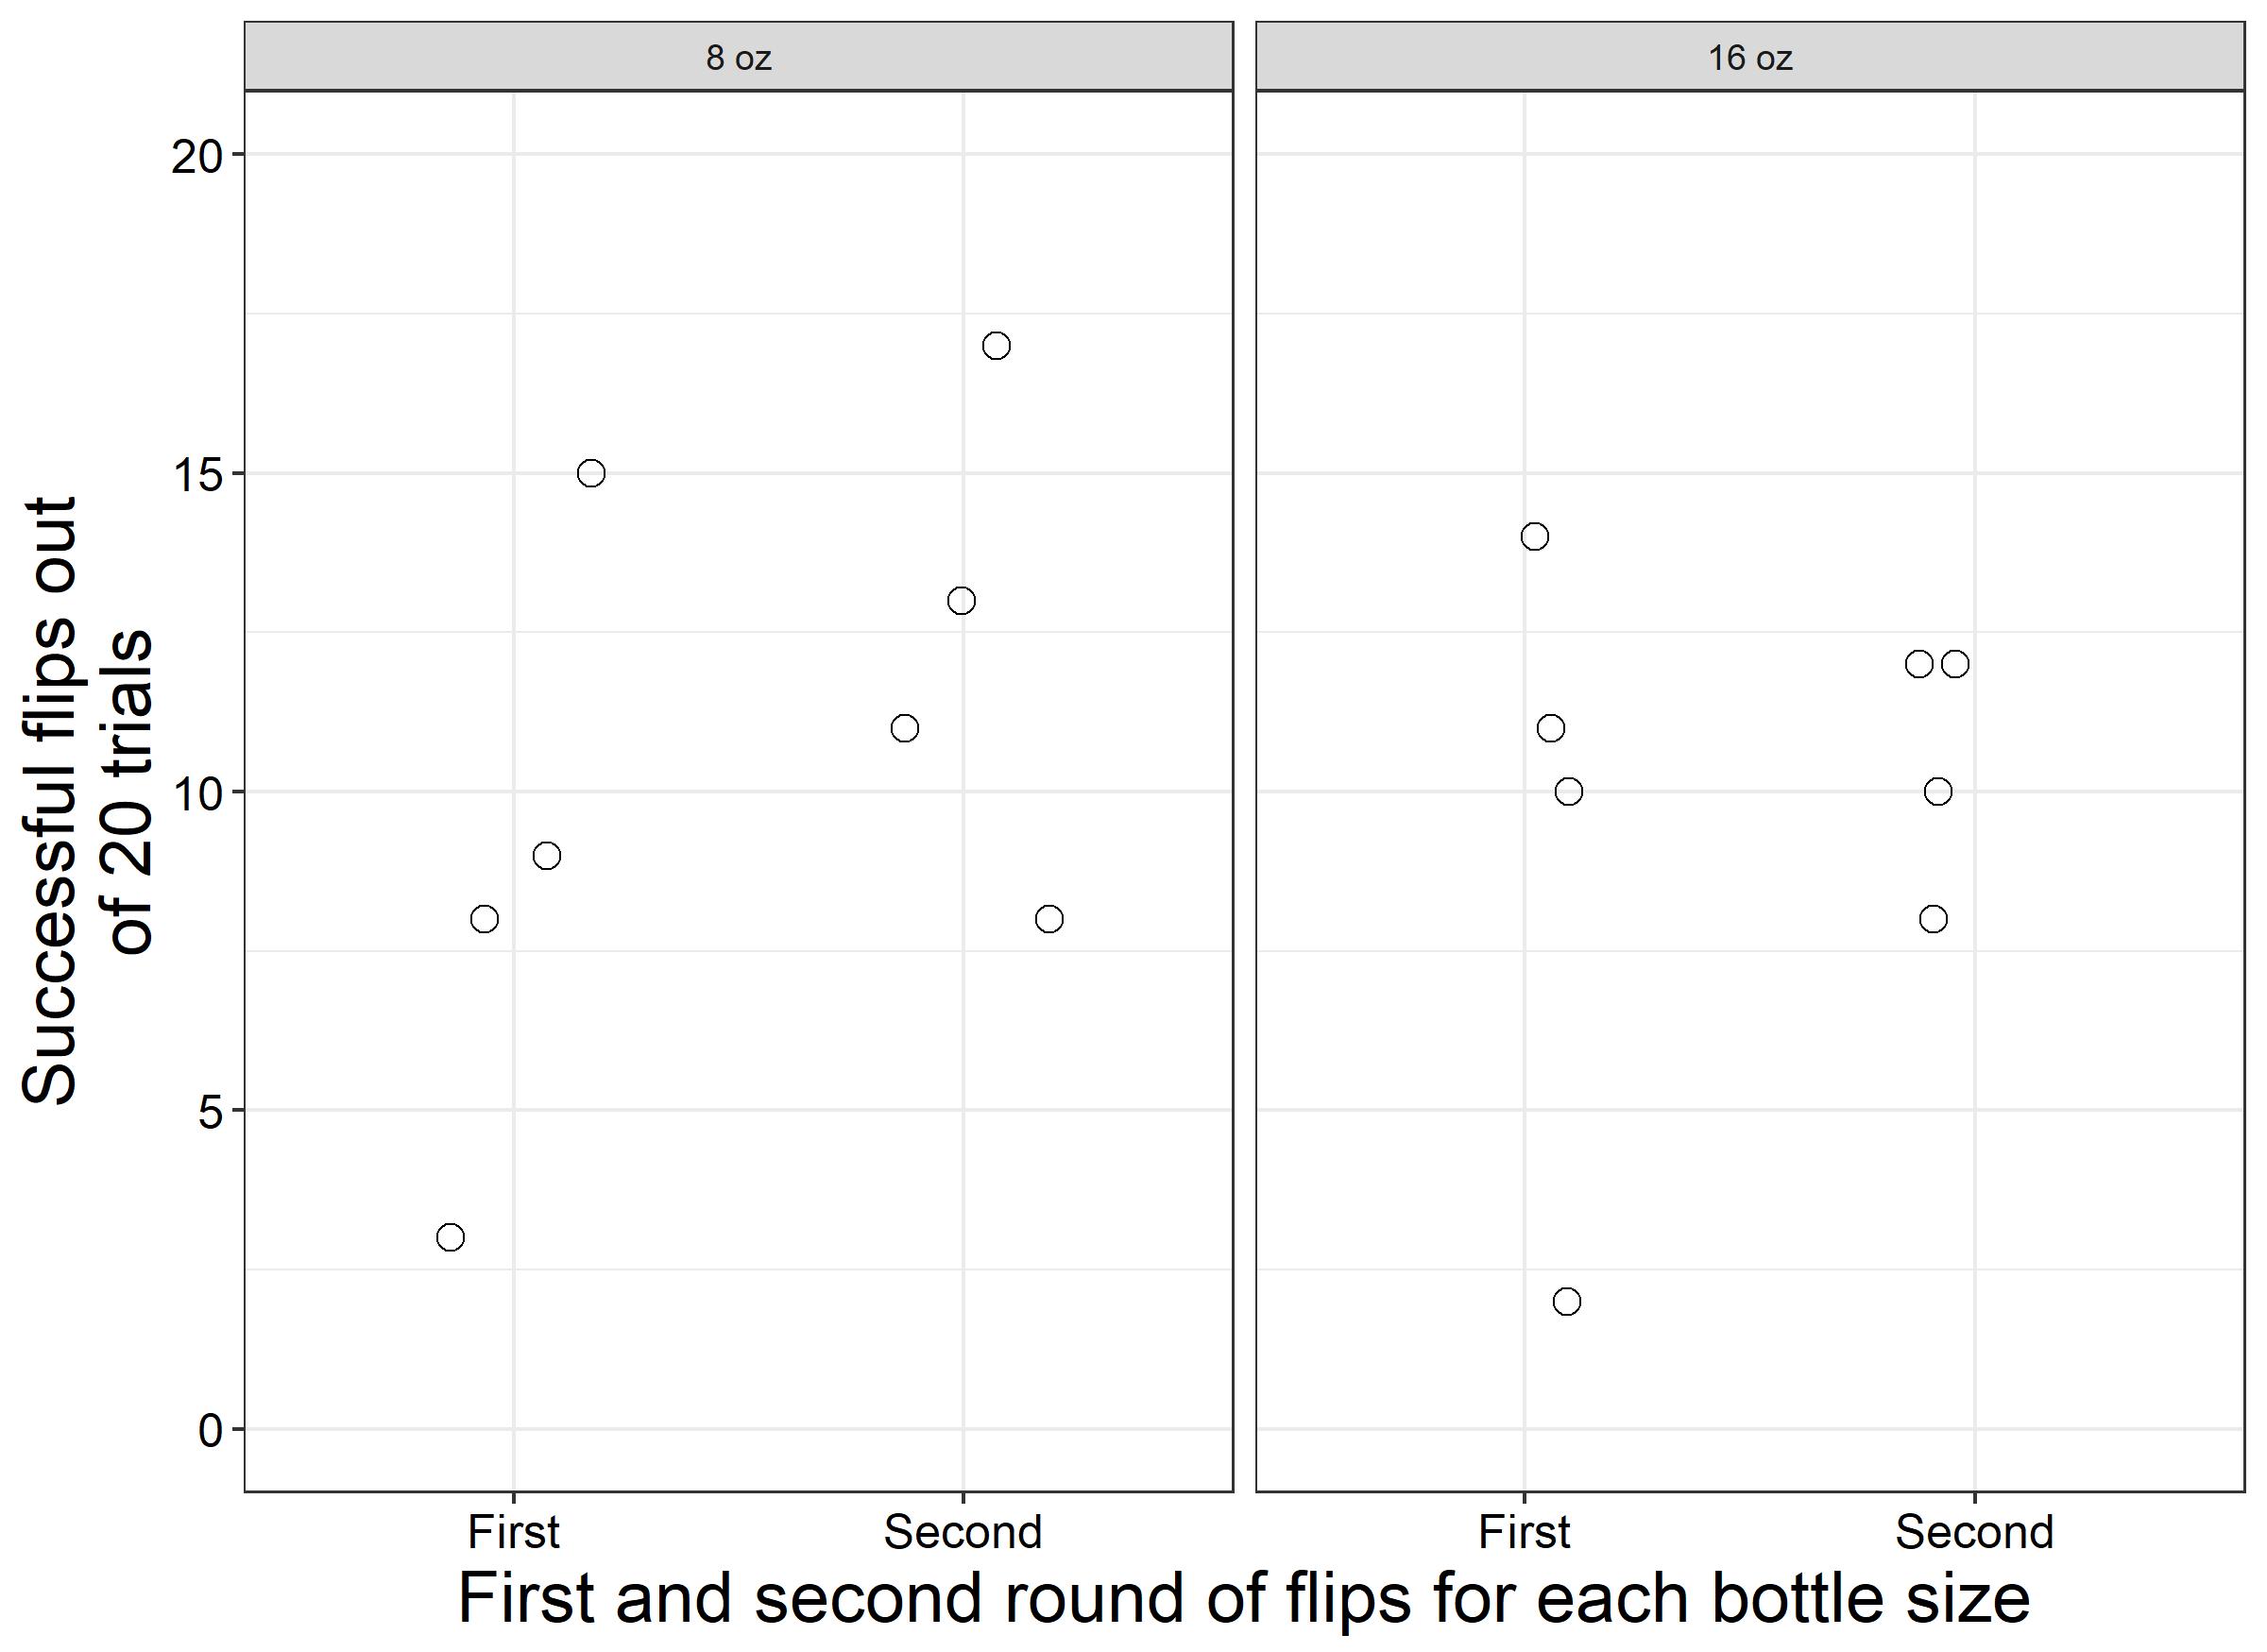 8 oz
16 oz
Successful flips out
of 20 trials
20
15
10
5
0
First
Second
First
Second
First and second round of flips for each bottle size